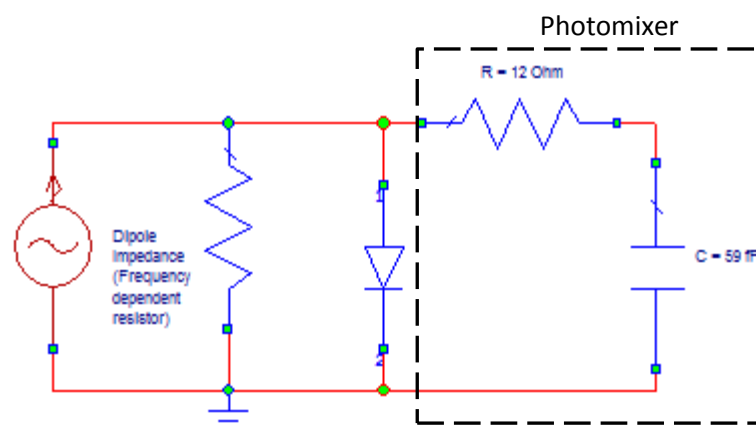 Photomixer
R = 12 Ohm
Dipole
Impedance
(Frequency
dependent
resistor)
1
2
C = 59 fF